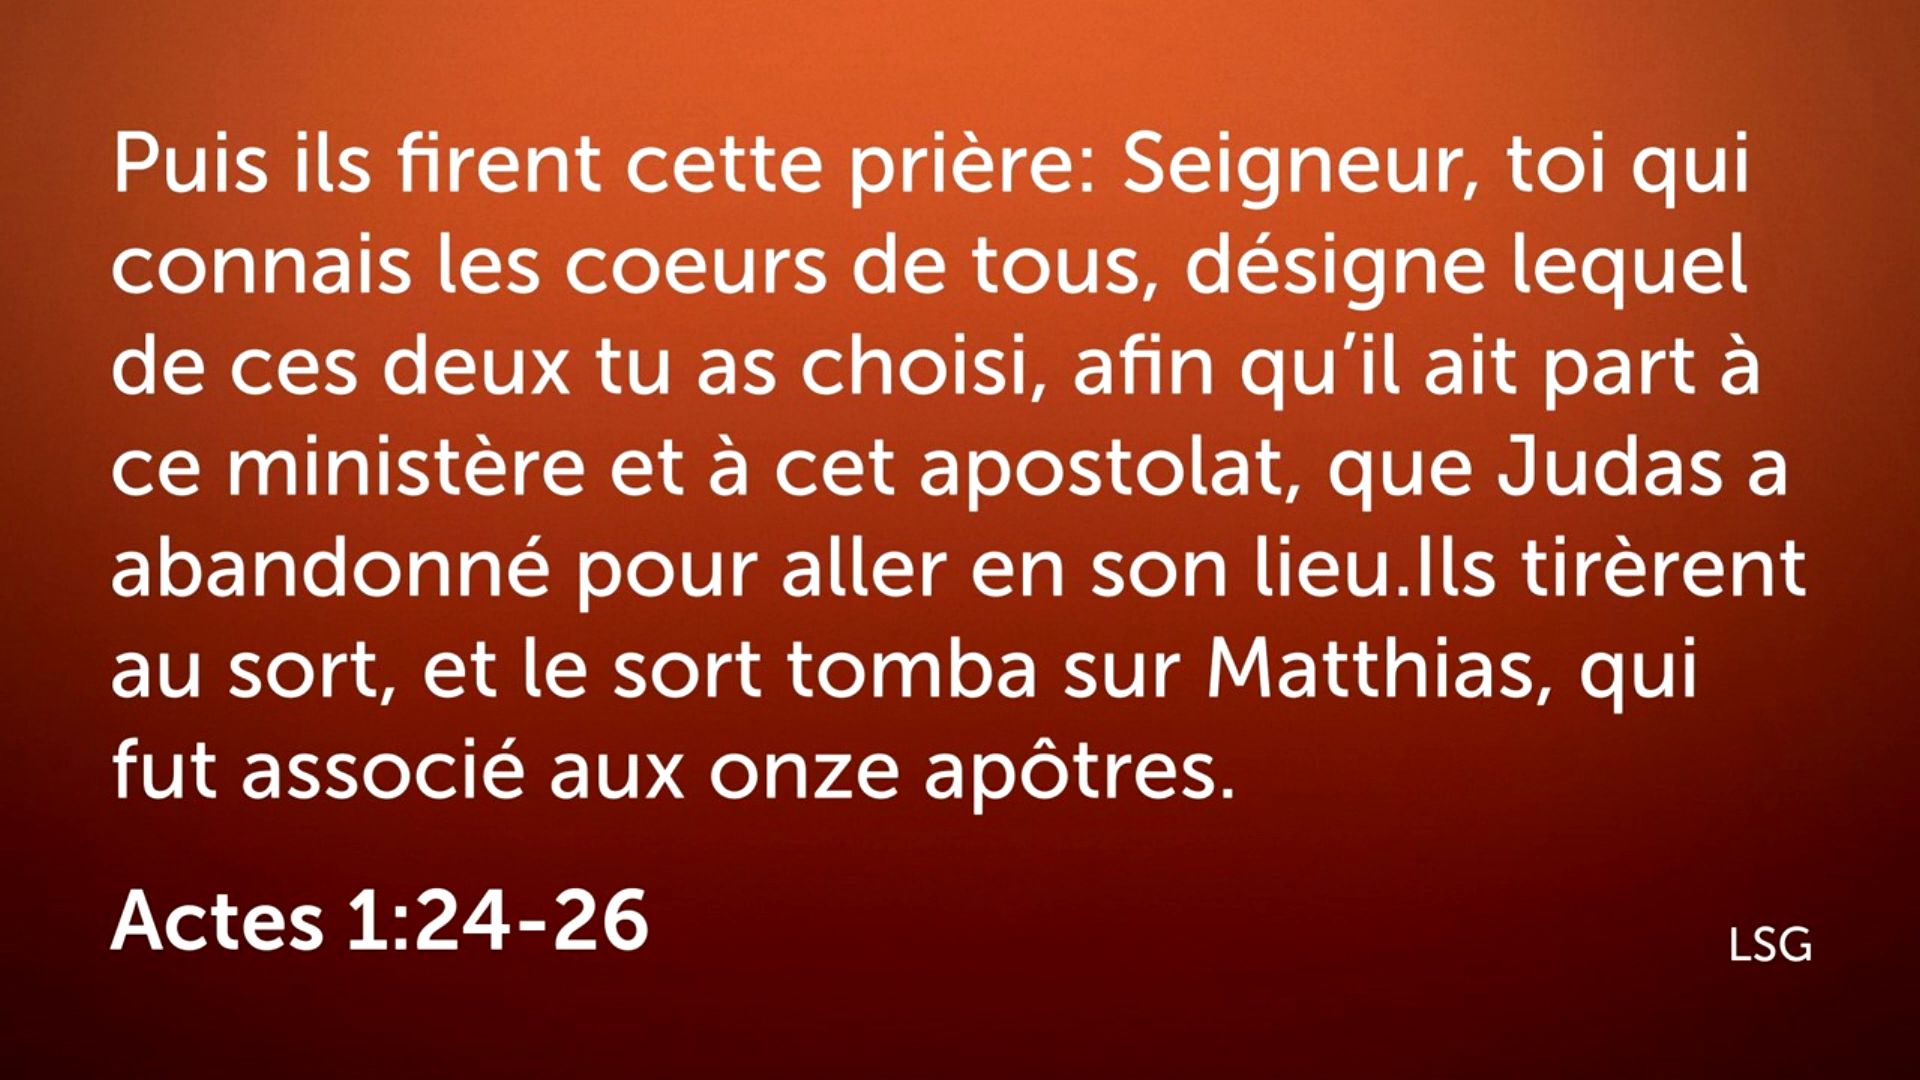 Puis ils firent cette prière: Seigneur, toi qui
connais les coeurs de tous, désigne lequel
de ces deux tu as choisi, afin qu’il ait part à
ce ministère et à cet apostolat, que Judas a
abandonné pour aller en son lieu.Ils tirèrent
au sort, et le sort tomba sur Matthias, qui
fut associé aux onze apôtres.
Actes 1:24-26
LSG